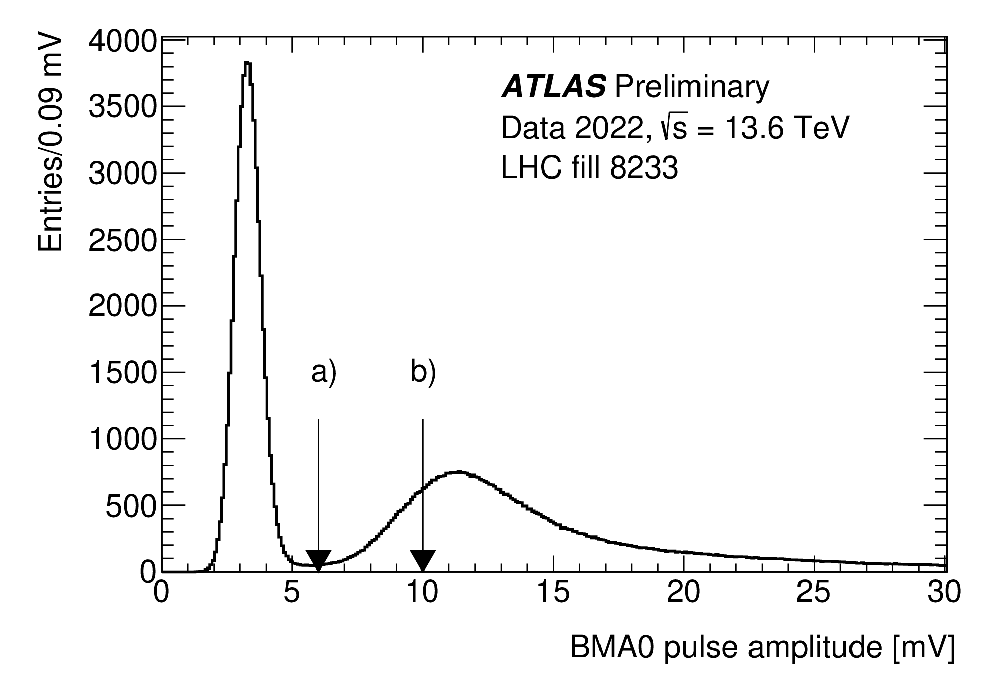 Entries/0.09 mV
4000
3500
3000
2500
2000
1500
1000
500
0
ATLAS Preliminary
Data 2022, √s = 13.6 TeV
LHC fill 8233
a) b)
0 5 10 15 20 25 30
BMA0 pulse amplitude [mV]